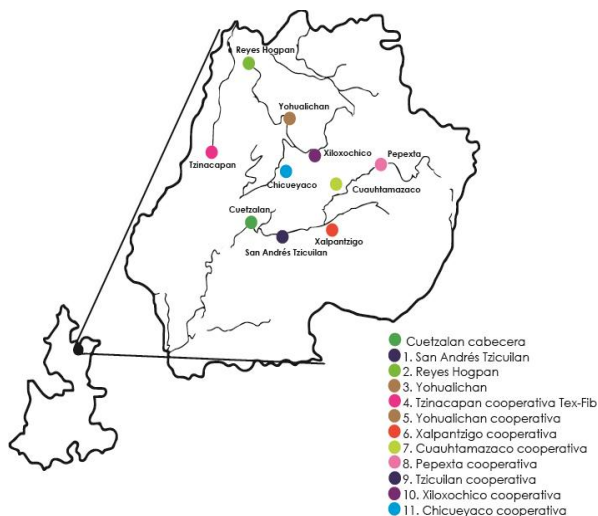 Reyes Hogpan
Yohualichan
Xiloxochico
Pepexta
Tzinacapan
Chicueyaco
Cuauhtamazaco
Cuetzalan
San Andrés Tzicuilan
Xalpantzigo
Cuetzalan cabecera
1. San Andrés Tzicuilan
2. Reyes Hogpan
3. Yohualichan
4. Tzinacapan cooperativa Tex-Fib
5. Yohualichan cooperativa
6. Xalpantzigo cooperativa
7. Cuauhtamazaco cooperativa
8. Pepexta cooperativa
9. Tzicuilan cooperativa
10. Xiloxochico cooperativa
11. Chicueyaco cooperativa